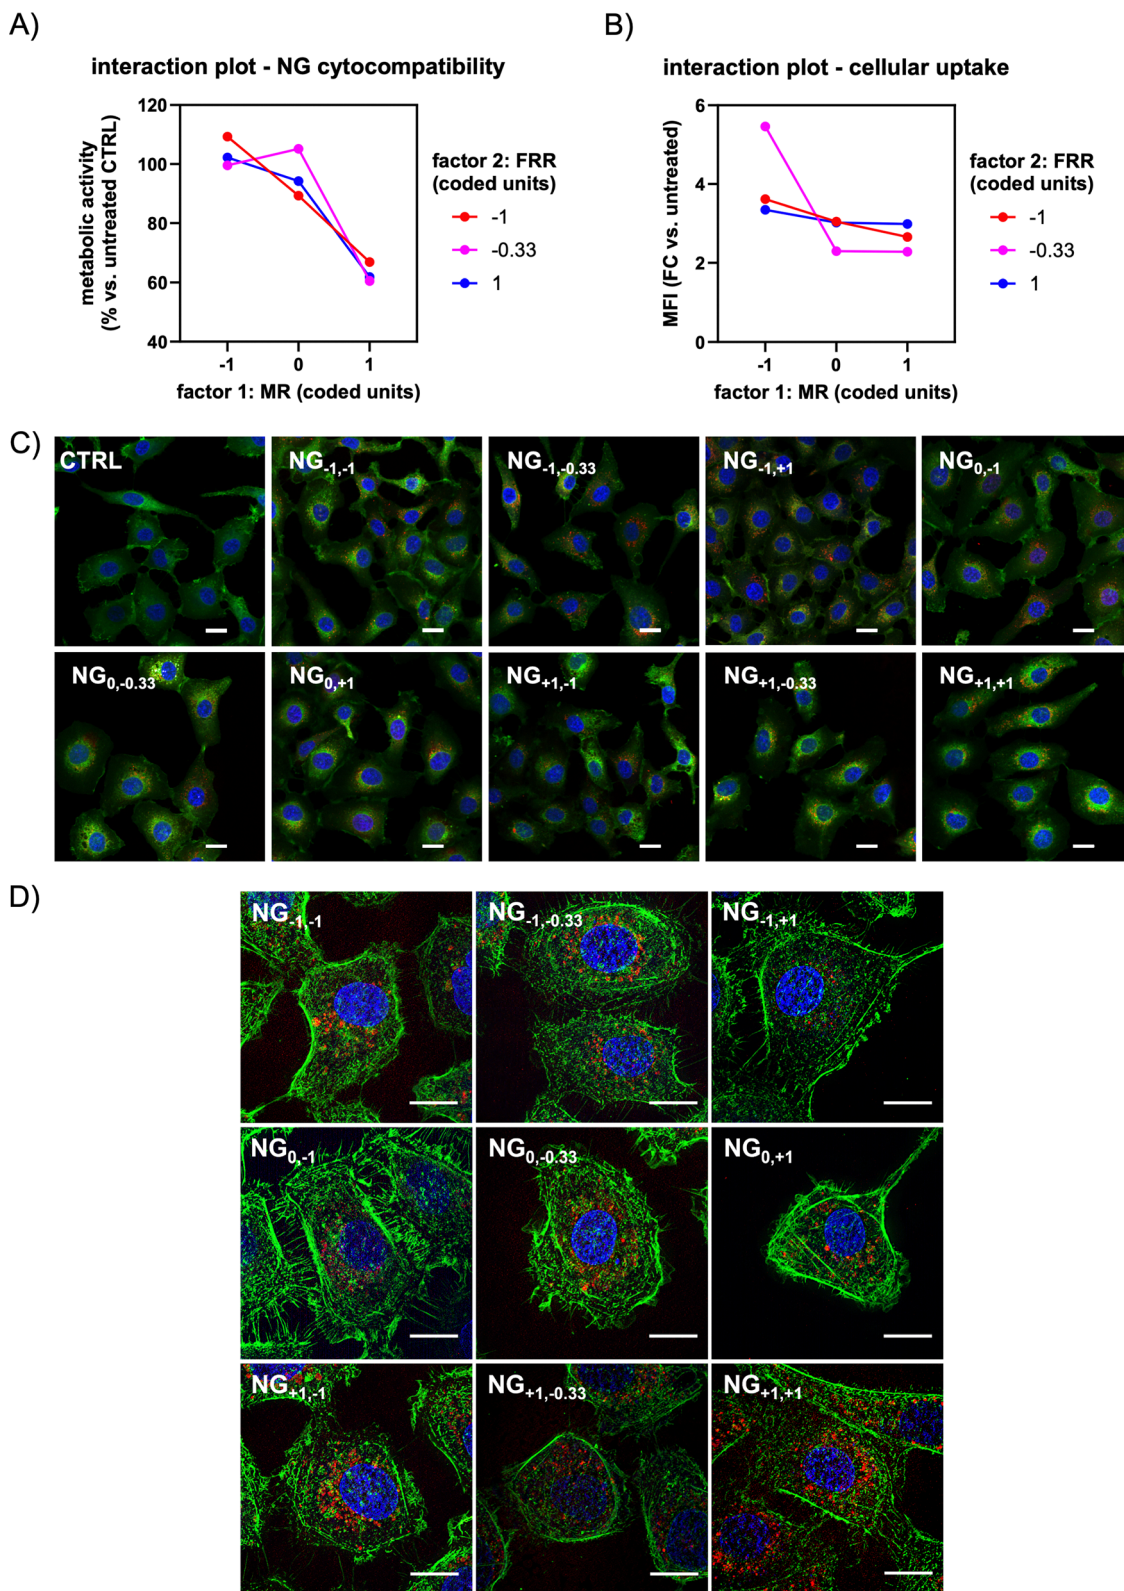 A)
interaction plot - NG cytocompatibility
metabolic activity
(% vs. untreated CTRL)
120
100
80
60
40
-1
0
1
factor 1: MR (coded units)
factor 2: FRR
(coded units)
-1
-0.33
1
B)
interaction plot - cellular uptake
MFI (FC vs. untreated)
6
4
2
0
-1
0
1
factor 1: MR (coded units)
factor 2: FRR
(coded units)
-1
-0.33
1
C)
CTRL
NG-1,-1
NG-1,-0.33
NG-1,+1
NG0,-1
NG0,-0.33
NG0,+1
NG+1,-1
NG+1,-0.33
NG+1,+1
D)
NG-1,-1
NG-1,-0.33
NG-1,+1
NG0,-1
NG0,-0.33
NG0,+1
NG+1,-1
NG+1,-0.33
NG+1,+1